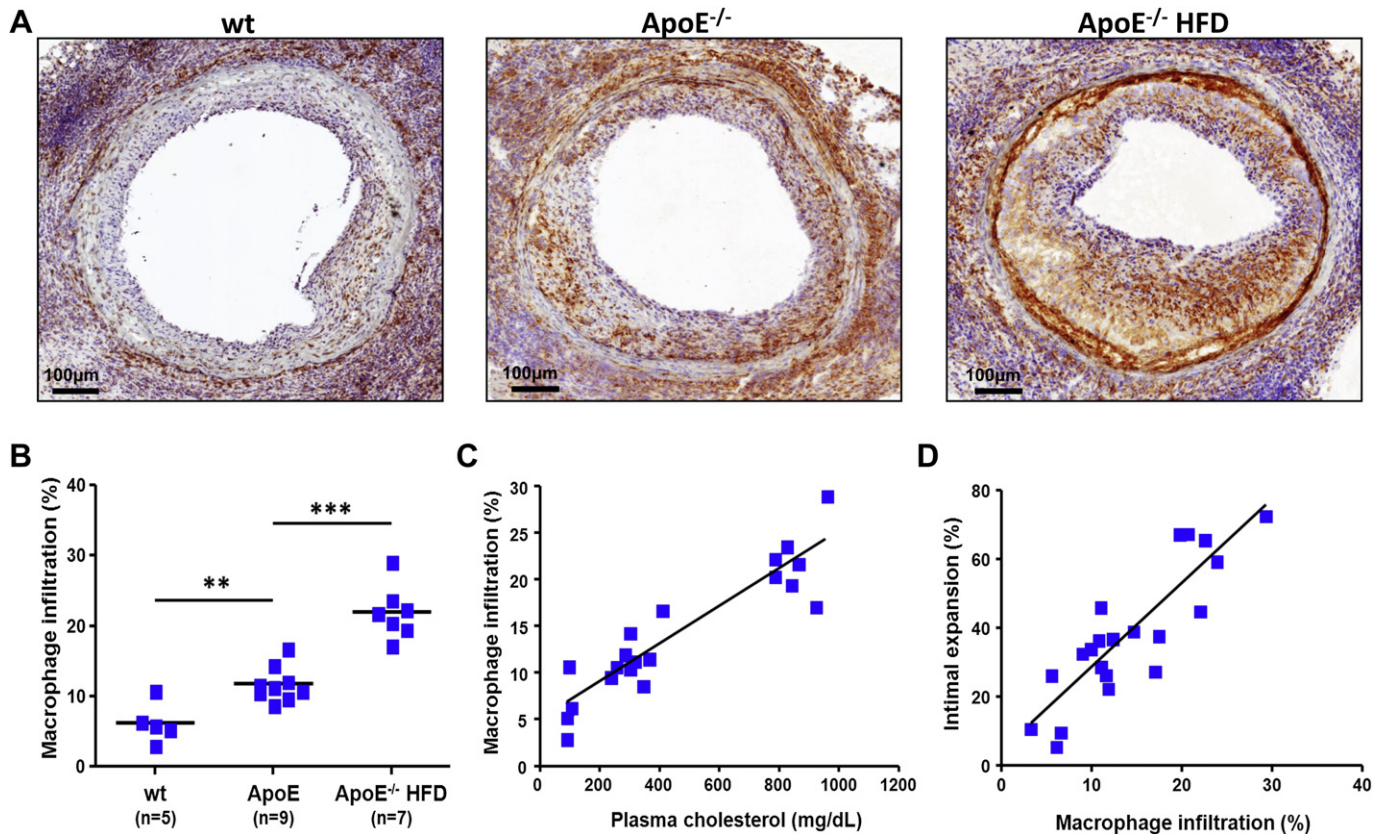 A
wt
ApoE-/-
ApoE-/- HFD
100µm
100µm
100µm
B
Macrophage infiltration (%)
40
30
20
10
0
**
***
wt
(n=5)
ApoE
(n=9)
ApoE-/- HFD
(n=7)
C
Macrophage infiltration (%)
30
25
20
15
10
5
0
0 200 400 600 800 1000 1200
Plasma cholesterol (mg/dL)
D
Intimal expansion (%)
80
60
40
20
0
0 10 20 30 40
Macrophage infiltration (%)